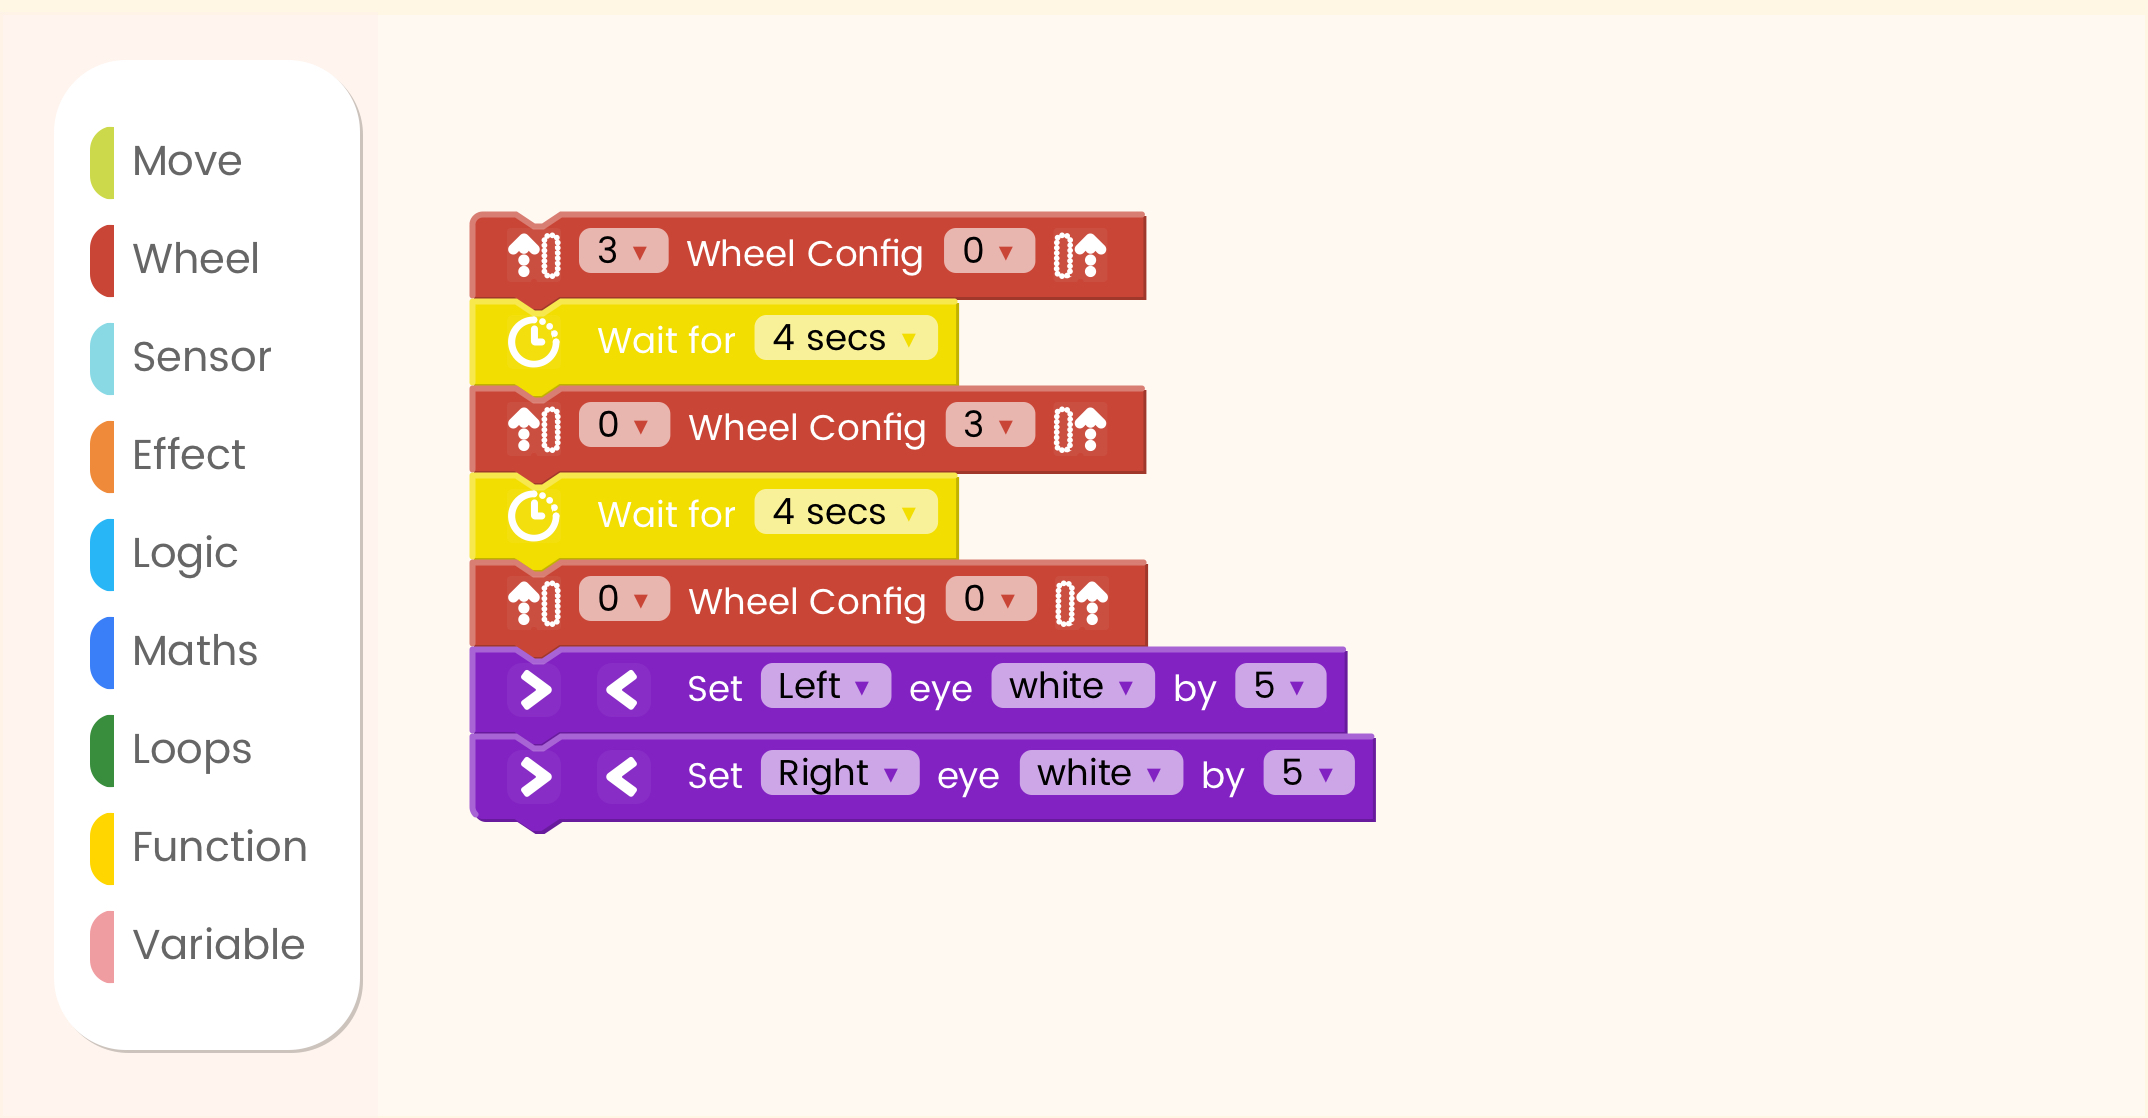 Move
Wheel
Sensor
Effect
Logic
Maths
Loops
Function
Variable
3 Wheel Config 0
Wait for 4 secs
0 Wheel Config 3
Wait for 4 secs
0 Wheel Config 0
Set Left eye white by 5
Set Right eye white by 5